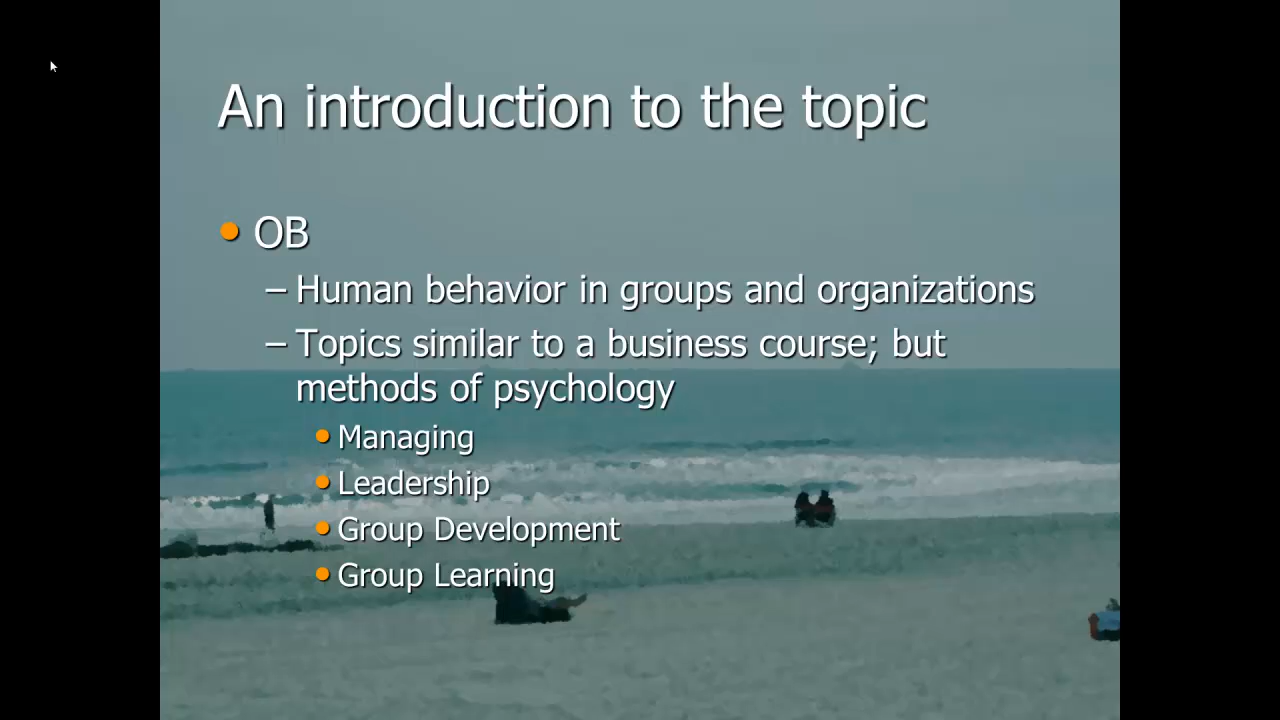 An introduction to the topic
• OB
– Human behavior in groups and organizations
– Topics similar to a business course; but
methods of psychology
• Managing
• Leadership
• Group Development
• Group Learning